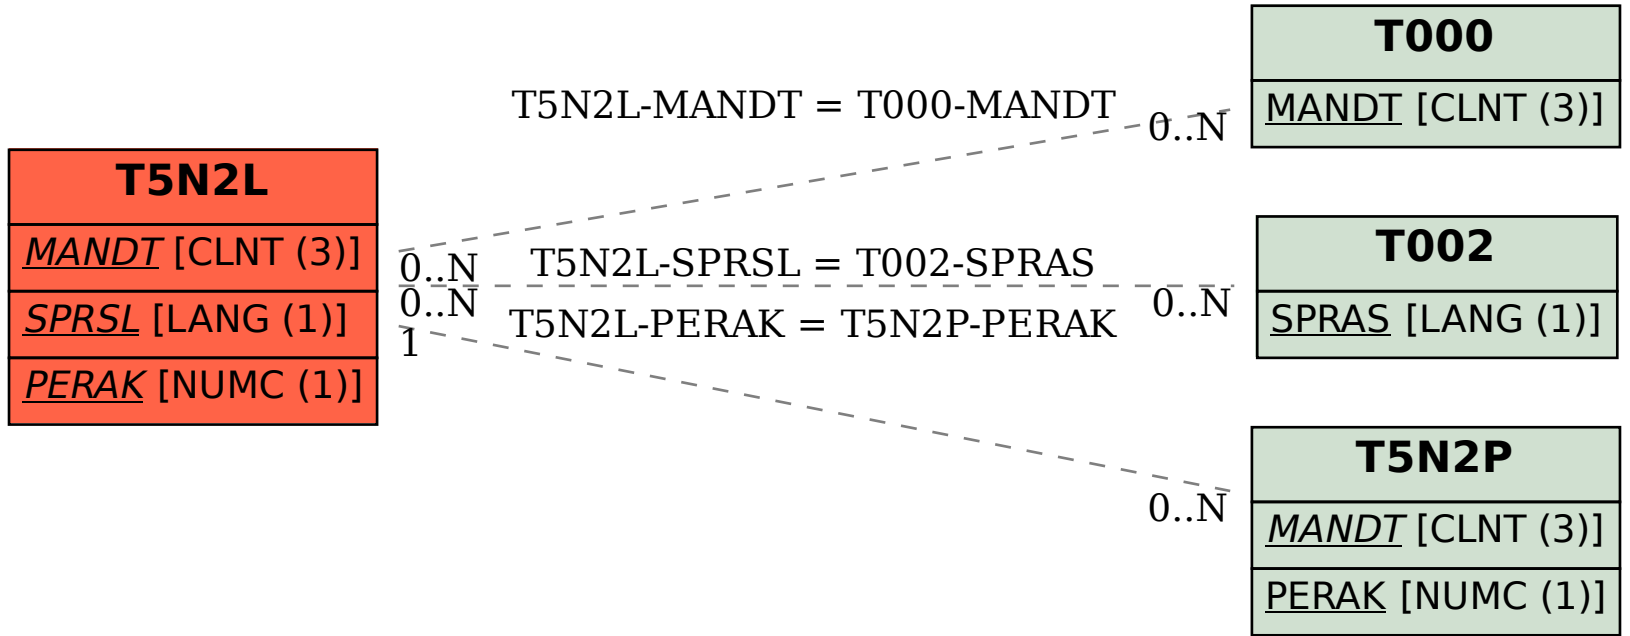 T5N2L
MANDT [CLNT (3)]
SPRSL [LANG (1)]
PERAK [NUMC (1)]
T5N2L-MANDT = T000-MANDT
0..N
0..N
T5N2L-SPRSL = T002-SPRAS
0..N
0..N
T5N2L-PERAK = T5N2P-PERAK
1
0..N
T000
MANDT [CLNT (3)]
T002
SPRAS [LANG (1)]
T5N2P
MANDT [CLNT (3)]
PERAK [NUMC (1)]